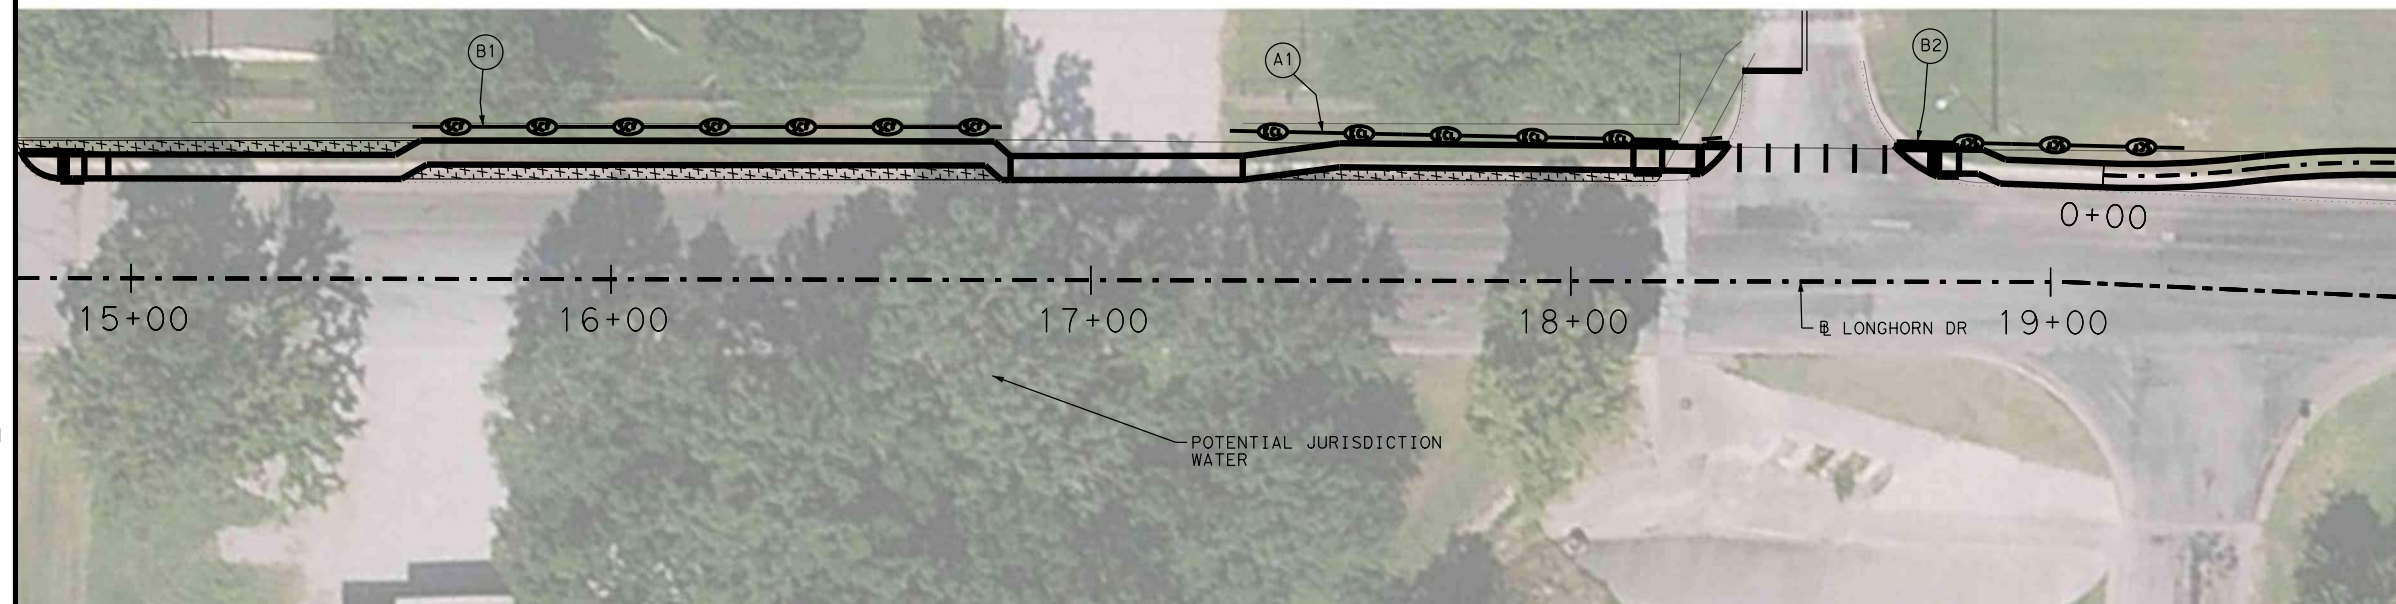 B1
A1
B2
0+00
15+00
16+00
17+00
18+00
19+00
LONGHORN DR
POTENTIAL JURISDICTION
WATER